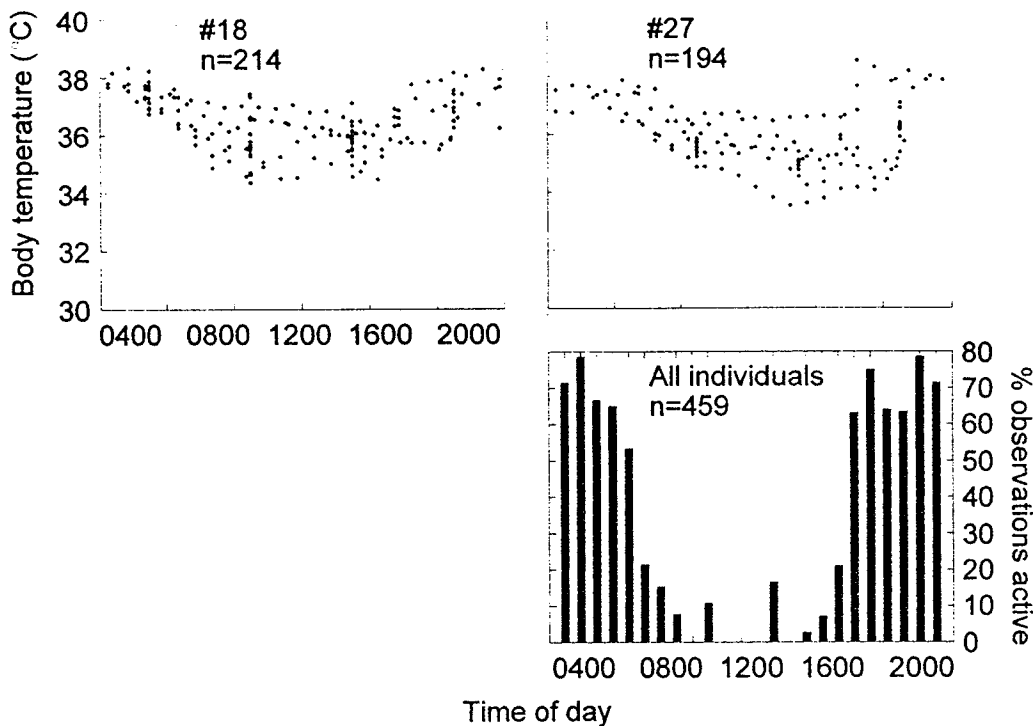 Body temperature (°C)
40
38
36
34
32
30
#18
n=214
#27
n=194
0400 0800 1200 1600 2000
All individuals
n=459
80
70
60
50
40
30
20
10
0
% observations active
0400 0800 1200 1600 2000
Time of day